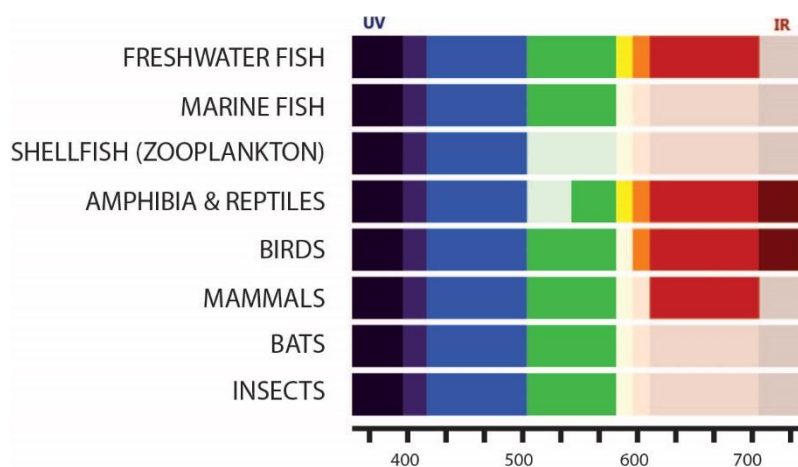 UV IR
FRESHWATER FISH
MARINE FISH
SHELLFISH (ZOOPLANKTON)
AMPHIBIA & REPTILES
BIRDS
MAMMALS
BATS
INSECTS
400 500 600 700